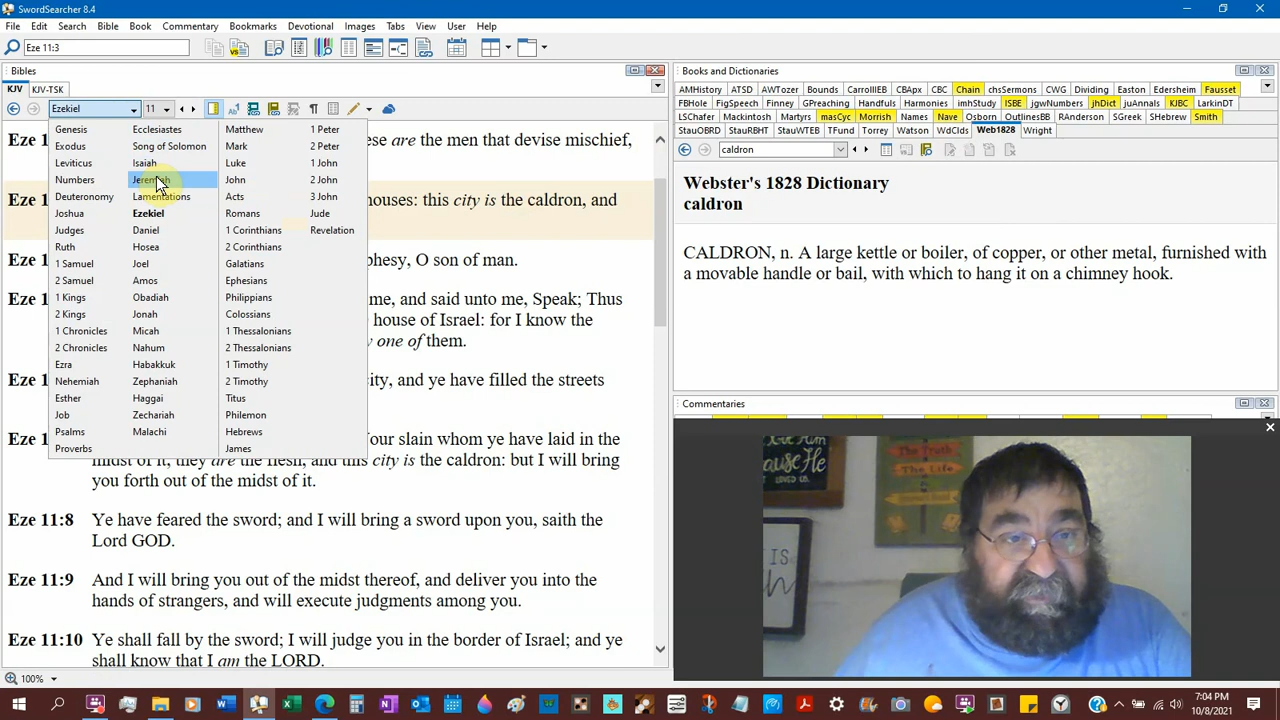 SwordSearcher 8.4
File Edit Search Bible Book Commentary Bookmarks Devotional Images Tabs View User Help
Eze 11:3
Bibles
KJV KJV-TSK
Ezekiel 11
Genesis Ecclesiastes Matthew 1 Peter
Exodus Song of Solomon Mark 2 Peter
Leviticus Isaiah Luke 1 John
Numbers Jeremiah John 2 John
Deuteronomy Lamentations Acts 3 John
Joshua Ezekiel Romans Jude
Judges Daniel 1 Corinthians Revelation
Ruth Hosea 2 Corinthians
1 Samuel Joel Galatians
2 Samuel Amos Ephesians
1 Kings Obadiah Philippians
2 Kings Jonah Colossians
1 Chronicles Micah 1 Thessalonians
2 Chronicles Nahum 2 Thessalonians
Ezra Habakkuk 1 Timothy
Nehemiah Zephaniah 2 Timothy
Esther Haggai Titus
Job Zechariah Philemon
Psalms Malachi Hebrews
Proverbs James
Eze 1 ese are the men that devise mischief,
Eze 1 houses: this city is the caldron, and
Eze 1 phesy, O son of man.
Eze 1 me, and said unto me, Speak; Thus
house of Israel: for I know the
y one of them.
Eze 1 city, and ye have filled the streets
Eze 1 our slain whom ye have laid in the
midst of it, they are the flesh, and this city is the caldron: but I will bring
you forth out of the midst of it.
Eze 11:8 Ye have feared the sword; and I will bring a sword upon you, saith the
Lord GOD.
Eze 11:9 And I will bring you out of the midst thereof, and deliver you into the
hands of strangers, and will execute judgments among you.
Eze 11:10 Ye shall fall by the sword; I will judge you in the border of Israel; and ye
shall know that I am the LORD.
100%
Books and Dictionaries
AMHistory ATSD AWTozer Bounds CarrollIEB CBApx CBC Chain chsSermons CWG Dividing Easton Edersheim Fausset
FBHole FigSpeech Finney GPreaching Handfuls Harmonies imhStudy ISBE jgwNumbers jhDict juAnnals KJBC LarkinDT
LSChafer Mackintosh Martyrs masCyc Morrish Names Nave Osborn OutlinesBB RAnderson SGreek SHebrew Smith
StauOBRD StauRBHT StauWTEB TFund Torrey Watson WdClds Web1828 Wright
caldron
Webster's 1828 Dictionary
caldron
CALDRON, n. A large kettle or boiler, of copper, or other metal, furnished
with a movable handle or bail, with which to hang it on a chimney hook.
Commentaries
ause He
The Truth
The Life
7:04 PM
10/8/2021